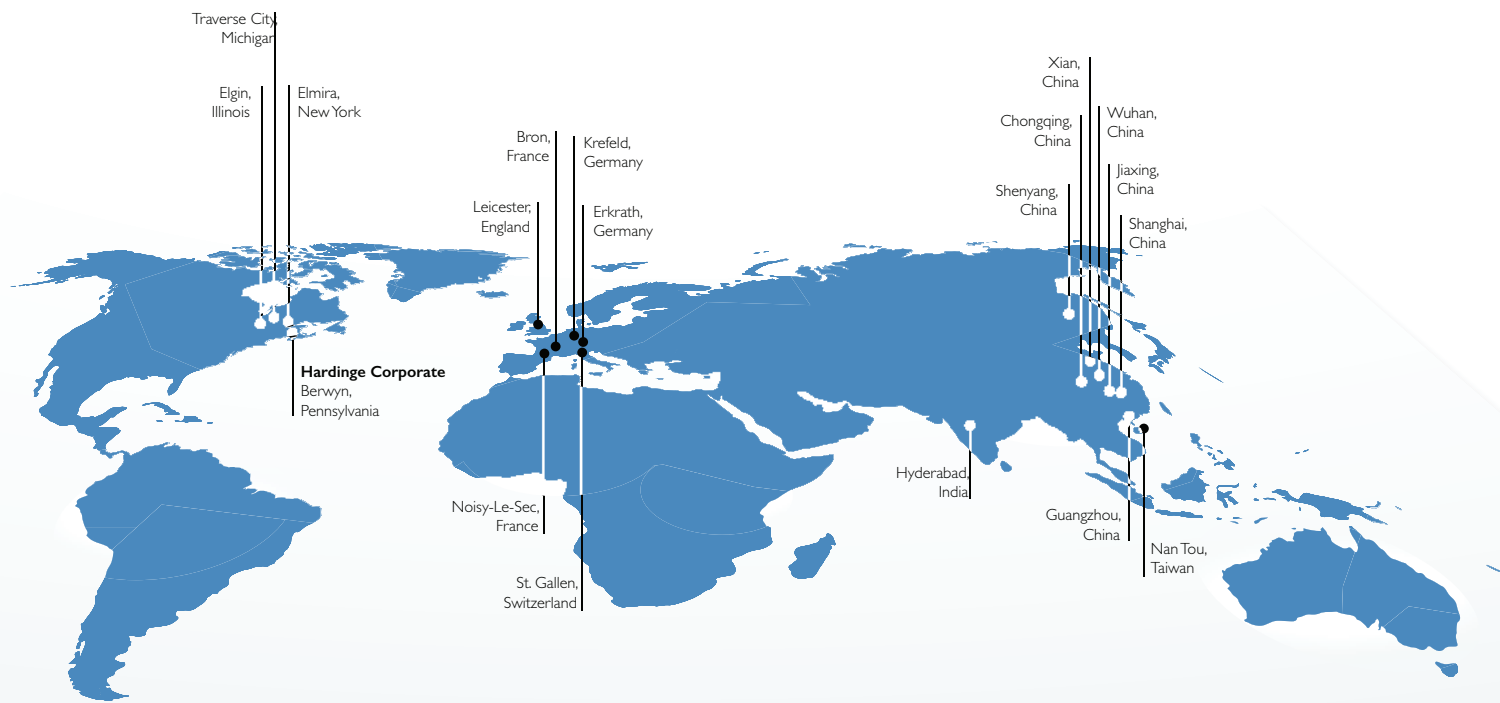 Traverse City,
Michigan
Elgin,
Illinois
Elmira,
New York
Hardinge Corporate
Berwyn,
Pennsylvania
Bron,
France
Krefeld,
Germany
Leicester,
England
Erkrath,
Germany
Noisy-Le-Sec,
France
St. Gallen,
Switzerland
Xian,
China
Chongqing,
China
Wuhan,
China
Shenyang,
China
Jiaxing,
China
Shanghai,
China
Hyderabad,
India
Guangzhou,
China
Nan Tou,
Taiwan